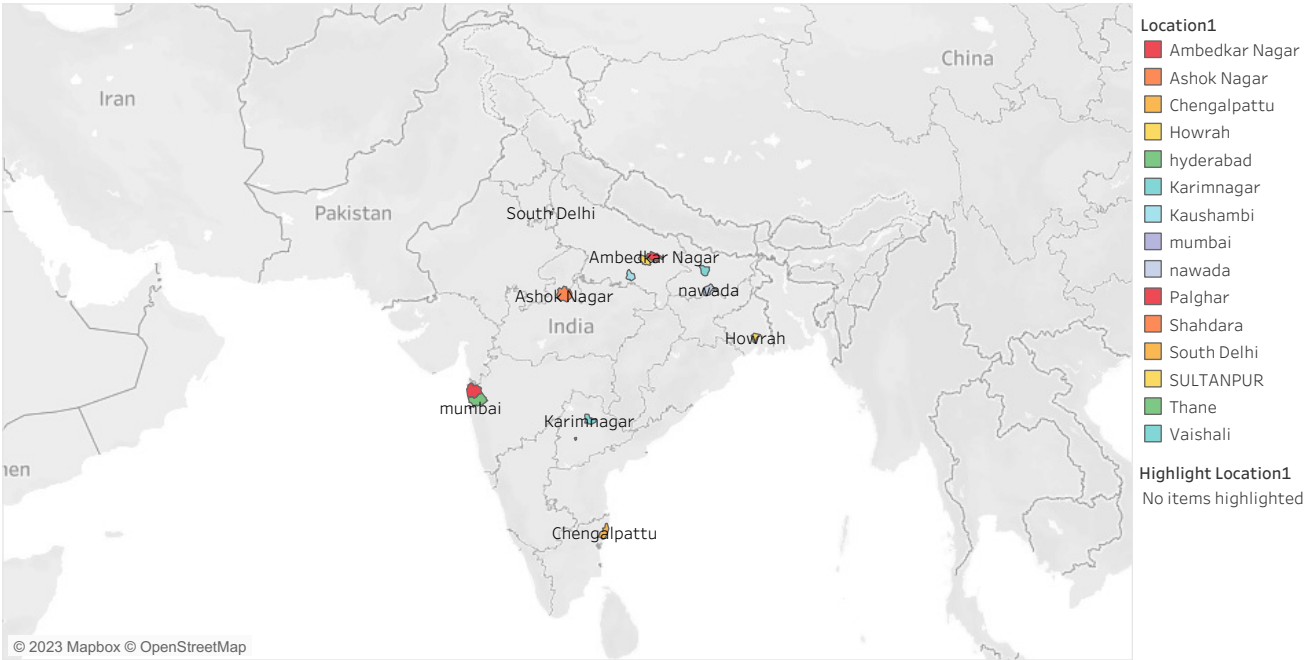 Iran
China
Pakistan
South Delhi
Ambedkar Nagar
Ashok Nagar
nawada
India
Howrah
mumbai
Karimnagar
Chengalpattu
© 2023 Mapbox © OpenStreetMap
Location1
Ambedkar Nagar
Ashok Nagar
Chengalpattu
Howrah
hyderabad
Karimnagar
Kaushambi
mumbai
nawada
Palghar
Shahdara
South Delhi
SULTANPUR
Thane
Vaishali
Highlight Location1
No items highlighted